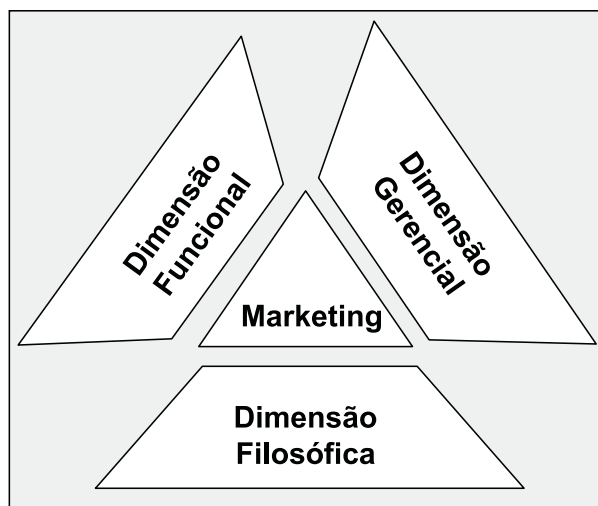 Dimensão
Funcional
Dimensão
Gerencial
Marketing
Dimensão
Filosófica